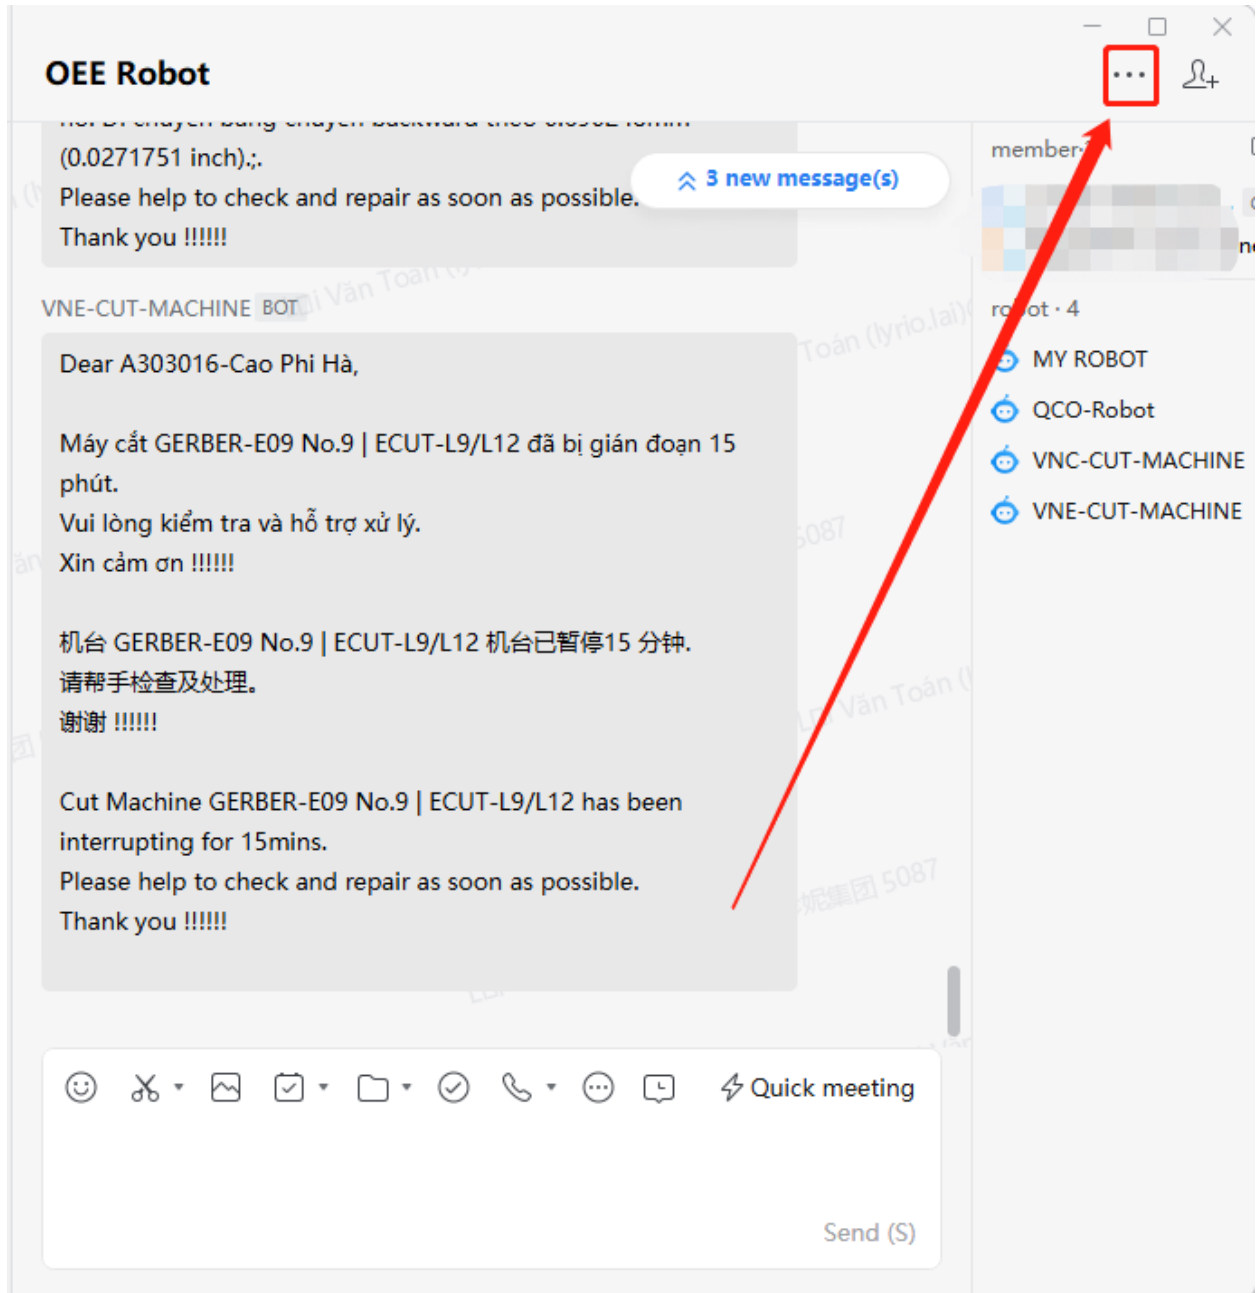 OEE Robot
(0.0271751 inch).;.
Please help to check and repair as soon as possible.
Thank you !!!!!!
3 new message(s)
VNE-CUT-MACHINE BOT
Dear A303016-Cao Phi Hà,
Máy cắt GERBER-E09 No.9 | ECUT-L9/L12 đã bị gián đoạn 15
phút.
Vui lòng kiểm tra và hỗ trợ xử lý.
Xin cảm ơn !!!!!!
机台 GERBER-E09 No.9 | ECUT-L9/L12 机台已暂停15 分钟.
请帮手检查及处理。
谢谢 !!!!!!
Cut Machine GERBER-E09 No.9 | ECUT-L9/L12 has been
interrupting for 15mins.
Please help to check and repair as soon as possible.
Thank you !!!!!!
Quick meeting
Send (S)
member
robot · 4
MY ROBOT
QCO-Robot
VNC-CUT-MACHINE
VNE-CUT-MACHINE